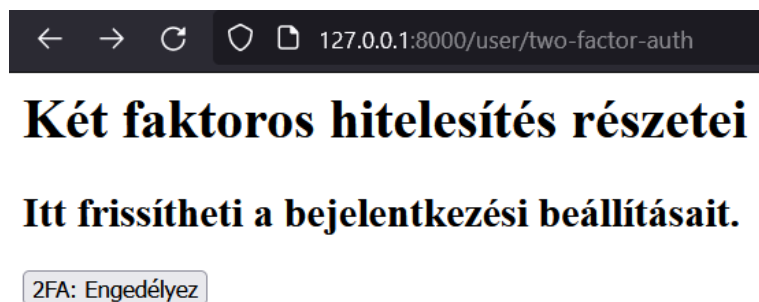 127.0.0.1:8000/user/two-factor-auth
Két faktoros hitelesítés részetei
Itt frissítheti a bejelentkezési beállításait.
2FA: Engedélyez